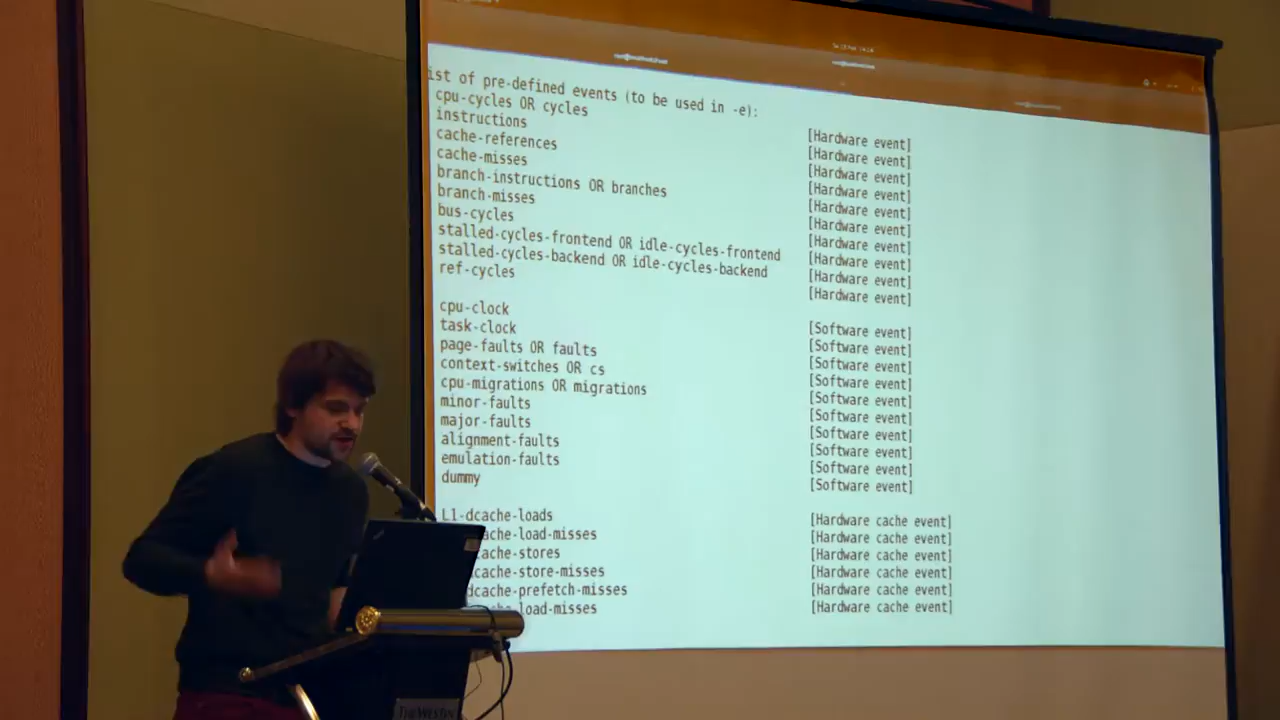 ist of pre-defined events (to be used in -e):
cpu-cycles OR cycles [Hardware event]
instructions [Hardware event]
cache-references [Hardware event]
cache-misses [Hardware event]
branch-instructions OR branches [Hardware event]
branch-misses [Hardware event]
bus-cycles [Hardware event]
stalled-cycles-frontend OR idle-cycles-frontend [Hardware event]
stalled-cycles-backend OR idle-cycles-backend [Hardware event]
ref-cycles [Hardware event]
cpu-clock [Software event]
task-clock [Software event]
page-faults OR faults [Software event]
context-switches OR cs [Software event]
cpu-migrations OR migrations [Software event]
minor-faults [Software event]
major-faults [Software event]
alignment-faults [Software event]
emulation-faults [Software event]
dummy [Software event]
L1-dcache-loads [Hardware cache event]
cache-load-misses [Hardware cache event]
cache-stores [Hardware cache event]
cache-store-misses [Hardware cache event]
dcache-prefetch-misses [Hardware cache event]
load-misses [Hardware cache event]
THE WESTIN